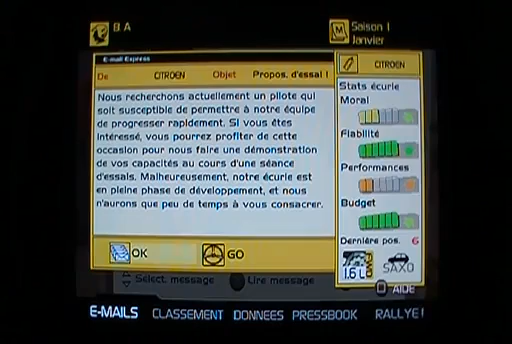 B.A
Saison 1
Janvier
E-mail Express
De CITROEN Objet Propos. d'essai !
Nous recherchons actuellement un pilote qui
soit susceptible de permettre à notre équipe
de progresser rapidement. Si vous êtes
intéressé, vous pourrez profiter de cette
occasion pour nous faire une démonstration
de vos capacités au cours d'une séance
d'essais. Malheureusement, notre écurie est
en pleine phase de développement, et nous
n'aurons que peu de temps à vous consacrer.
OK GO
CITROEN
Stats écurie
Moral
Fiabilité
Performances
Budget
Dernière pos. 6
1.6 L FWD SAXO
Sélect. message Lire message
AIDE
E-MAILS CLASSEMENT DONNEES PRESSBOOK RALLYE!